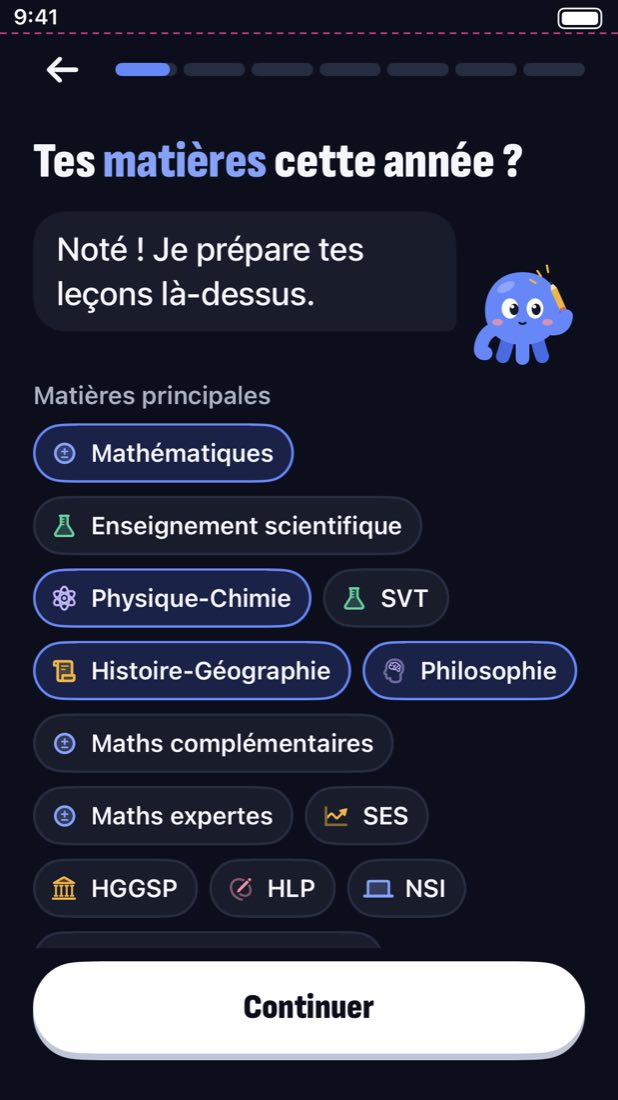 9:41
Tes matières cette année ?
Noté ! Je prépare tes
leçons là-dessus.
Matières principales
Mathématiques
Enseignement scientifique
Physique-Chimie
SVT
Histoire-Géographie
Philosophie
Maths complémentaires
Maths expertes
SES
HGGSP
HLP
NSI
Continuer